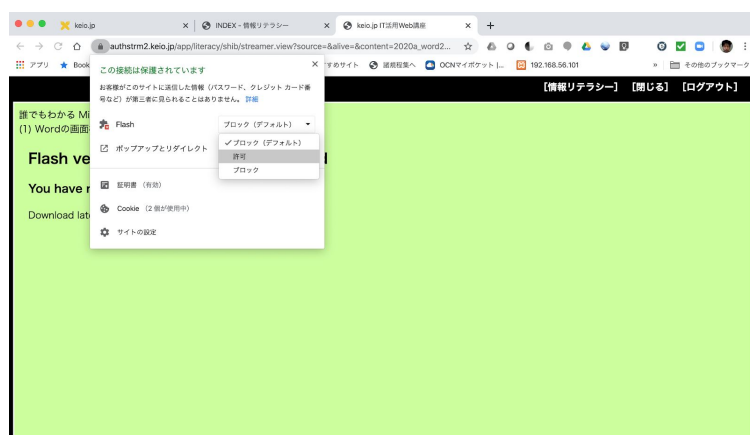 keio.jp
INDEX - 情報リテラシー
keio.jp IT活用Web講座
authstrm2.keio.jp/app/literacy/shib/streamer.view?source=&alive=&content=2020a_word2...
アプリ
Book
すめサイト
諸規程集へ
OCNマイポケット |...
192.168.56.101
»
その他のブックマーク
[情報リテラシー] [閉じる] [ログアウト]
誰でもわかる Mi
(1) Wordの画面
Flash ve
You have
Download lat
この接続は保護されています
お客様がこのサイトに送信した情報（パスワード、クレジット カード番
号など）が第三者に見られることはありません。 詳細
Flash
ブロック（デフォルト）
ポップアップとリダイレクト
✓ブロック（デフォルト）
許可
ブロック
証明書 （有効）
Cookie （2 個が使用中）
サイトの設定